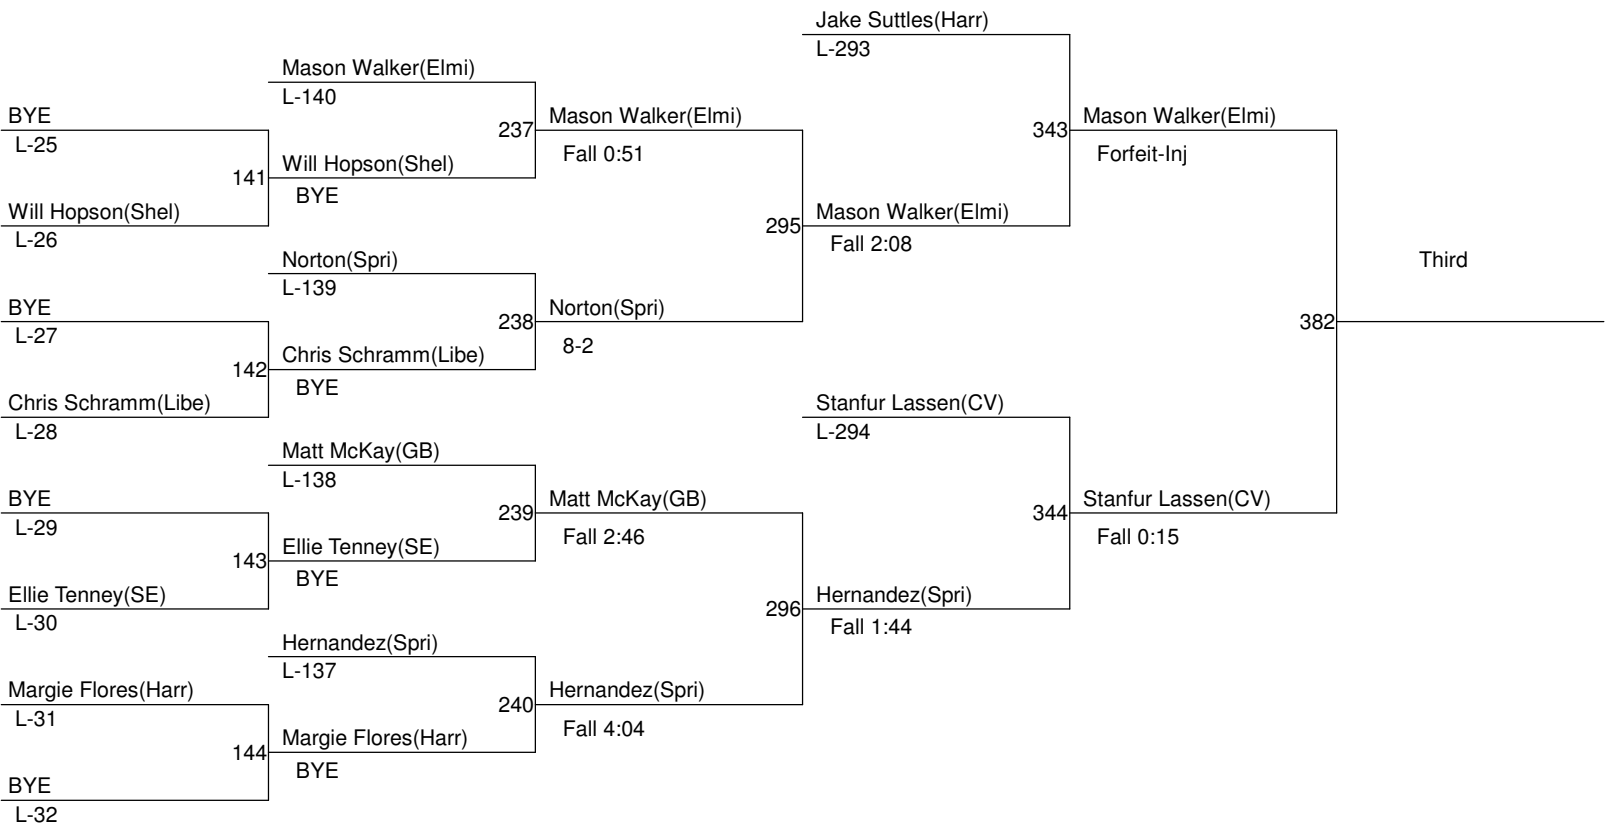 Jake Suttles(Harr)
L-293
Mason Walker(Elmi)
L-140
BYE
L-25
237
Mason Walker(Elmi)
Fall 0:51
343
Mason Walker(Elmi)
Forfeit-Inj
141
Will Hopson(Shel)
BYE
Will Hopson(Shel)
L-26
295
Mason Walker(Elmi)
Fall 2:08
Norton(Spri)
L-139
Third
BYE
L-27
238
Norton(Spri)
8-2
382
142
Chris Schramm(Libe)
BYE
Chris Schramm(Libe)
L-28
Stanfur Lassen(CV)
L-294
Matt McKay(GB)
L-138
BYE
L-29
239
Matt McKay(GB)
Fall 2:46
344
Stanfur Lassen(CV)
Fall 0:15
143
Ellie Tenney(SE)
BYE
Ellie Tenney(SE)
L-30
296
Hernandez(Spri)
Fall 1:44
Hernandez(Spri)
L-137
Margie Flores(Harr)
L-31
240
Hernandez(Spri)
Fall 4:04
144
Margie Flores(Harr)
BYE
BYE
L-32